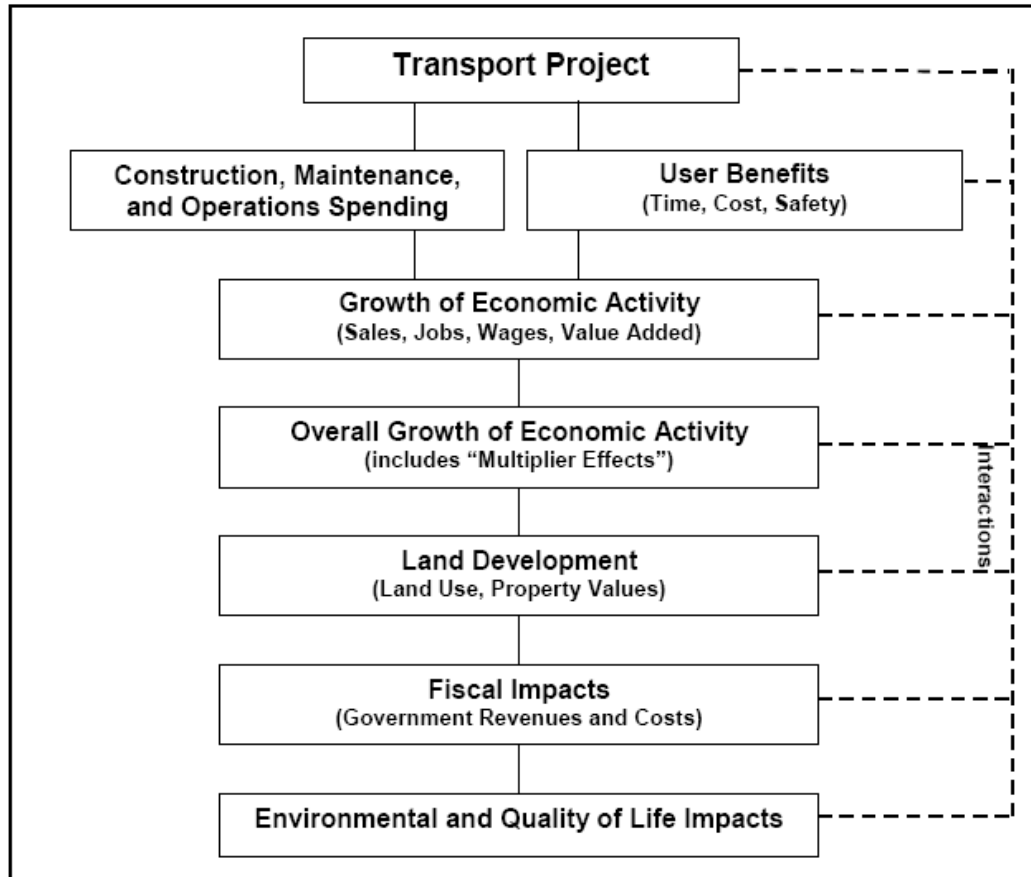 Transport Project
Construction, Maintenance,
and Operations Spending
User Benefits
(Time, Cost, Safety)
Growth of Economic Activity
(Sales, Jobs, Wages, Value Added)
Overall Growth of Economic Activity
(includes “Multiplier Effects”)
Land Development
(Land Use, Property Values)
Fiscal Impacts
(Government Revenues and Costs)
Environmental and Quality of Life Impacts
Interactions